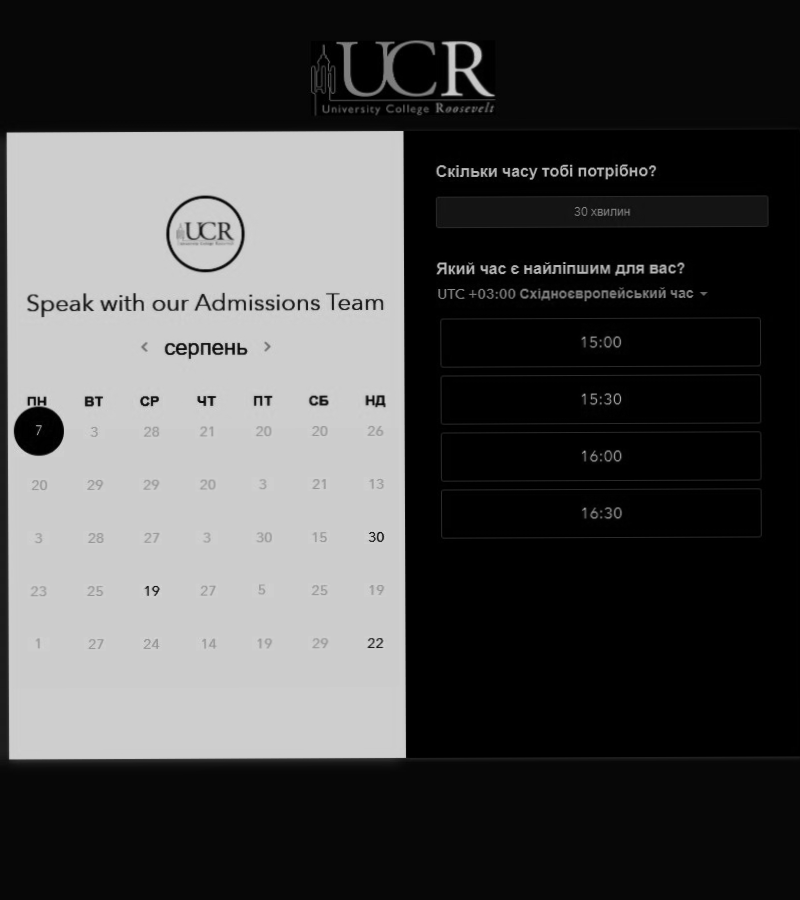 UCR
University College Roosevelt
UCR
University College Roosevelt
Speak with our Admissions Team
серпень
ПН ВТ СР ЧТ ПТ СБ НД
7 3 28 21 20 20 26
20 29 29 20 3 21 13
3 28 27 3 30 15 30
23 25 19 27 5 25 19
1 27 24 14 19 29 22
Скільки часу тобі потрібно?
30 хвилин
Який час є найліпшим для вас?
UTC +03:00 Східноєвропейський час
15:00
15:30
16:00
16:30